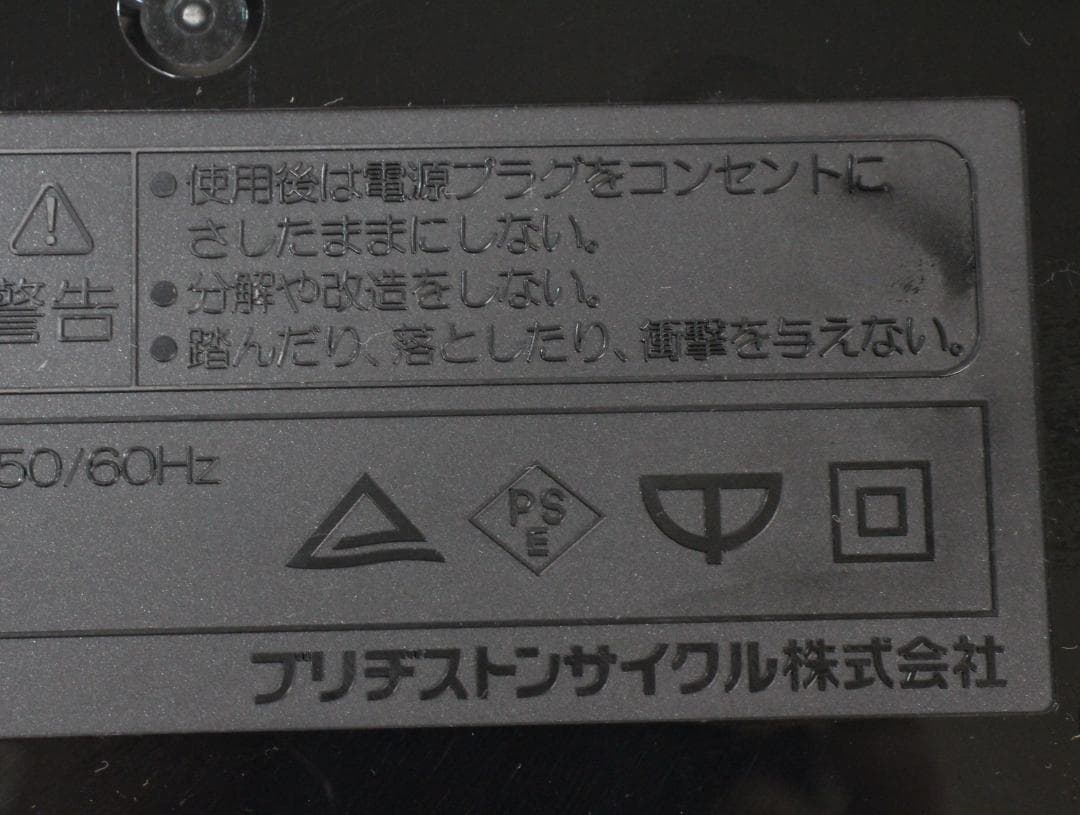 警告
● 使用後は電源プラグをコンセントに
さしたままにしない。
● 分解や改造をしない。
● 踏んだり、落としたり、衝撃を与えない。
50/60Hz
PS
E
ブリヂストンサイクル株式会社